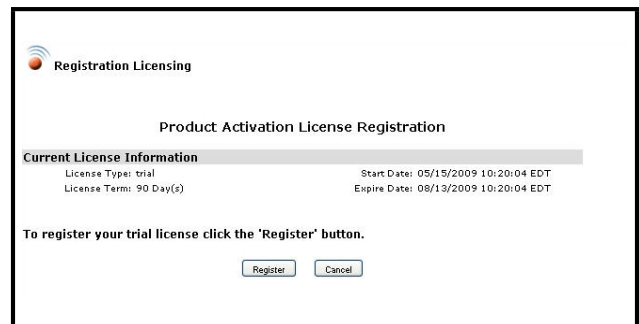 Registration Licensing
Product Activation License Registration
Current License Information
License Type: trial Start Date: 05/15/2009 10:20:04 EDT
License Term: 90 Day(s) Expire Date: 08/13/2009 10:20:04 EDT
To register your trial license click the 'Register' button.
Register Cancel